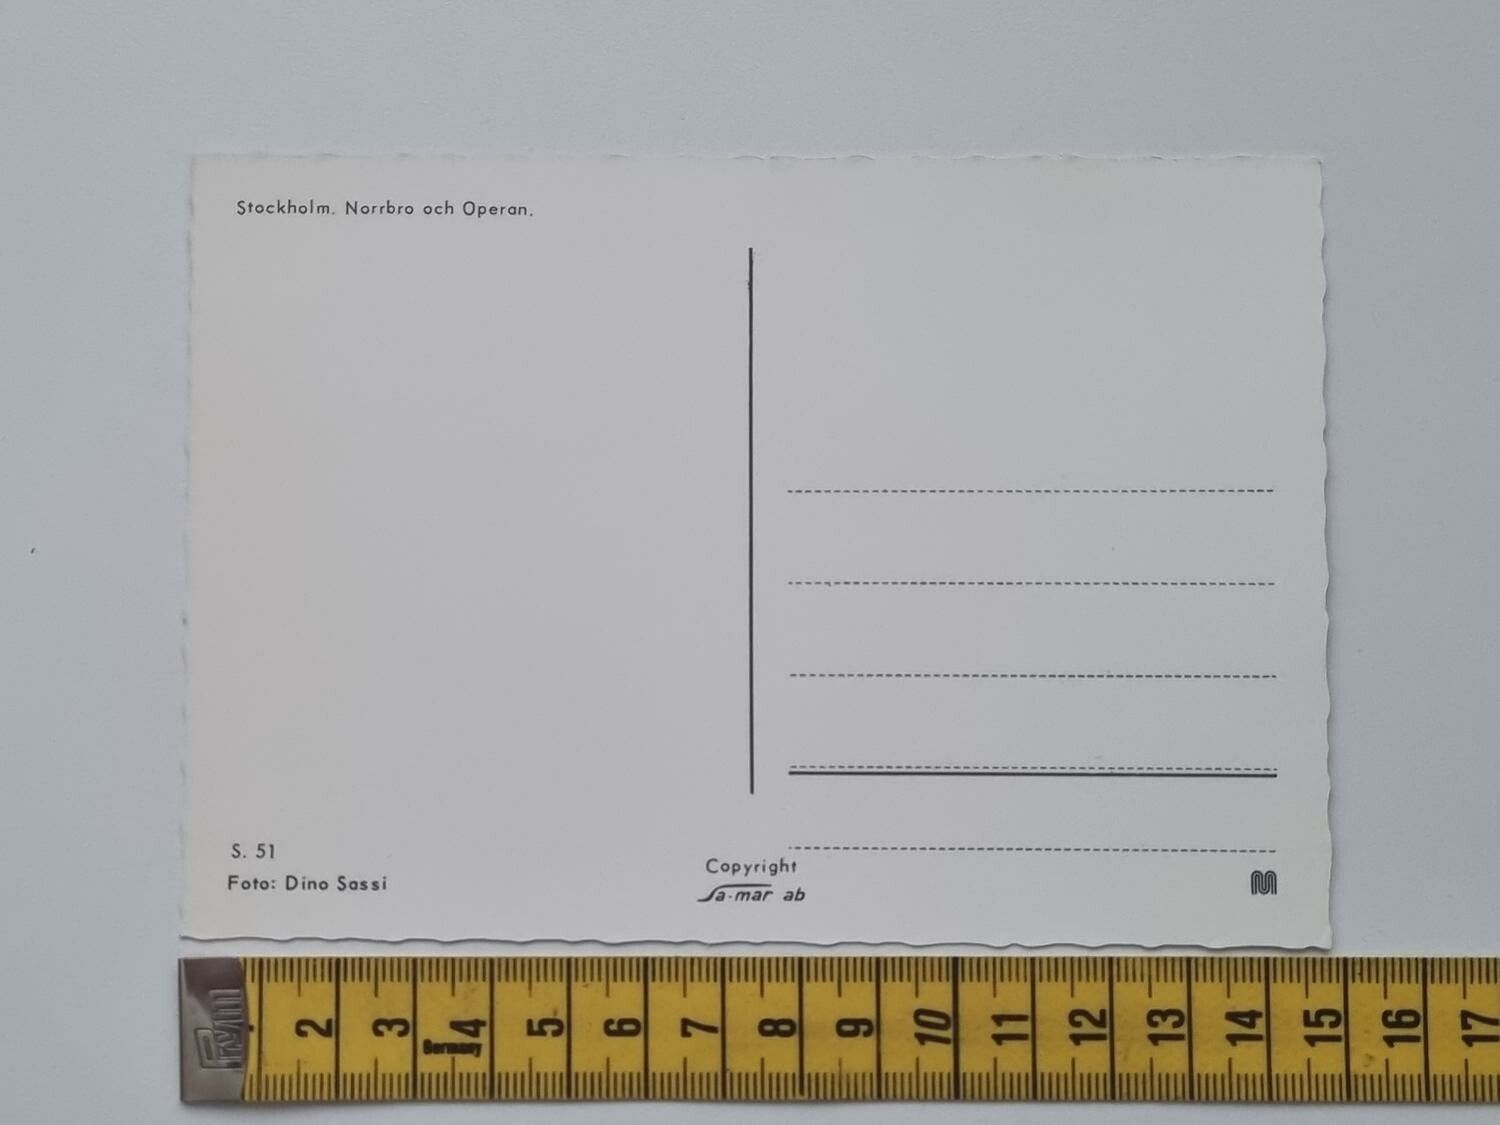 Stockholm. Norrbro och Operan.
S. 51
Foto: Dino Sassi
Copyright
Sa-mar ab
M
Prym
2 3 4 5 6 7 8 9 10 11 12 13 14 15 16 17
Germany